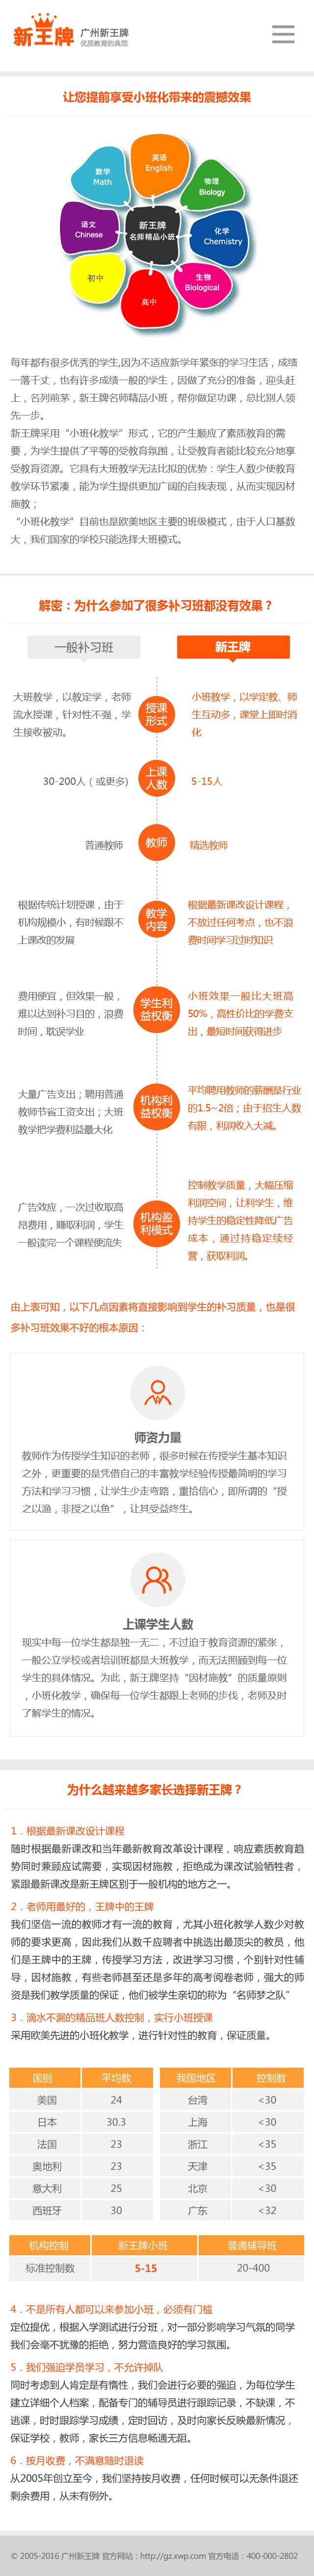 新王牌
广州新王牌
优质教育的典范
让您提前享受小班化带来的震撼效果
英语
English
数学
Math
物理
Biology
语文
Chinese
新王牌
名师精品小班
化学
Chemistry
初中
高中
生物
Biological
每年都有很多优秀的学生,因为不适应新学年紧张的学习生活，成绩
一落千丈，也有许多成绩一般的学生，因做了充分的准备，迎头赶
上，名列前茅，新王牌名师精品小班，帮你做足功课，总比别人领
先一步。
新王牌采用“小班化教学”形式，它的产生顺应了素质教育的需
要，为学生提供了平等的受教育氛围，让受教育者能比较充分地享
受教育资源。它具有大班教学无法比拟的优势：学生人数少使教育
教学环节紧凑，能为学生提供更加广阔的自我表现，从而实现因材
施教；
“小班化教学”目前也是欧美地区主要的班级模式，由于人口基数
大，我们国家的学校只能选择大班模式。
解密：为什么参加了很多补习班都没有效果？
一般补习班
新王牌
大班教学，以教定学，老师
流水授课，针对性不强，学
生接收被动。
授课
形式
小班教学，以学定教、师
生互动多，课堂上即时消
化
30-200人（或更多)
上课
人数
5-15人
普通教师
教师
精选教师
根据传统计划授课，由于
机构规模小，有时候跟不
上课改的发展
教学
内容
根据最新课改设计课程，
不放过任何考点，也不浪
费时间学习过时知识
费用便宜，但效果一般，
难以达到补习目的，浪费
时间，耽误学业
学生利
益权衡
小班效果一般比大班高
50%，高性价比的学费支
出，最短时间获得进步
大量广告支出；聘用普通
教师节省工资支出；大班
教学把学费利益最大化
机构利
益权衡
平均聘用教师的薪酬是行业
的1.5~2倍；由于招生人数
有限，利润收入大减。
广告效应，一次过收取高
昂费用，赚取利润，学生
一般读完一个课程便流失
机构盈
利模式
控制教学质量，大幅压缩
利润空间，让利学生，维
持学生的稳定性降低广告
成本，通过持稳定续经
营，获取利润。
由上表可知，以下几点因素将直接影响到学生的补习质量，也是很
多补习班效果不好的根本原因：
师资力量
教师作为传授学生知识的老师，很多时候在传授学生基本知识
之外，更重要的是凭借自己的丰富教学经验传授最简明的学习
方法和学习习惯，让学生少走弯路，重拾信心，即所谓的“授
之以渔，非授之以鱼”，让其受益终生。
上课学生人数
现实中每一位学生都是独一无二，不过迫于教育资源的紧张，
一般公立学校或者培训班都是大班教学，而无法照顾到每一位
学生的具体情况。为此，新王牌坚持“因材施教”的质量原则
，小班化教学，确保每一位学生都跟上老师的步伐，老师及时
了解学生的情况。
为什么越来越多家长选择新王牌？
1．根据最新课改设计课程
随时根据最新课改和当年最新教育改革设计课程，响应素质教育趋
势同时兼顾应试需要，实现因材施教，拒绝成为课改试验牺牲者，
紧跟最新课改是新王牌区别于一般机构的地方之一。
2．老师用最好的，王牌中的王牌
我们坚信一流的教师才有一流的教育，尤其小班化教学人数少对教
师的要求更高，因此我们从数千应聘者中挑选出最顶尖的教员，他
们是王牌中的王牌，传授学习方法，改进学习习惯，个别针对性辅
导，因材施教，有些老师甚至还是多年的高考阅卷老师，强大的师
资是我们教学质量的保证，他们被学生亲切的称为“名师梦之队”
3．滴水不漏的精品班人数控制，实行小班授课
采用欧美先进的小班化教学，进行针对性的教育，保证质量。
国别 平均数 我国地区 控制数
美国 24 台湾 <30
日本 30.3 上海 <30
法国 23 浙江 <35
奥地利 23 天津 <35
意大利 25 北京 <30
西班牙 30 广东 <32
机构控制 新王牌小班 普通辅导班
标准控制数 5-15 20-400
4．不是所有人都可以来参加小班，必须有门槛
定位提优，根据入学测试进行分班，对一部分影响学习气氛的同学
我们会毫不犹豫的拒绝，努力营造良好的学习氛围。
5．我们强迫学员学习，不允许掉队
同时考虑到人肯定是有惰性，我们会进行必要的强迫，为每位学生
建立详细个人档案，配备专门的辅导员进行跟踪记录，不缺课，不
逃课，时时跟踪学习成绩，定时回访，及时向家长反映最新情况，
保证学校，教师，家长三方信息畅通无阻。
6．按月收费，不满意随时退读
从2005年创立至今，我们坚持按月收费，任何时候可以无条件退还
剩余费用，从未有例外。
© 2005-2016 广州新王牌 官方网站：http://gz.xwp.com 官方电话：400-000-2802